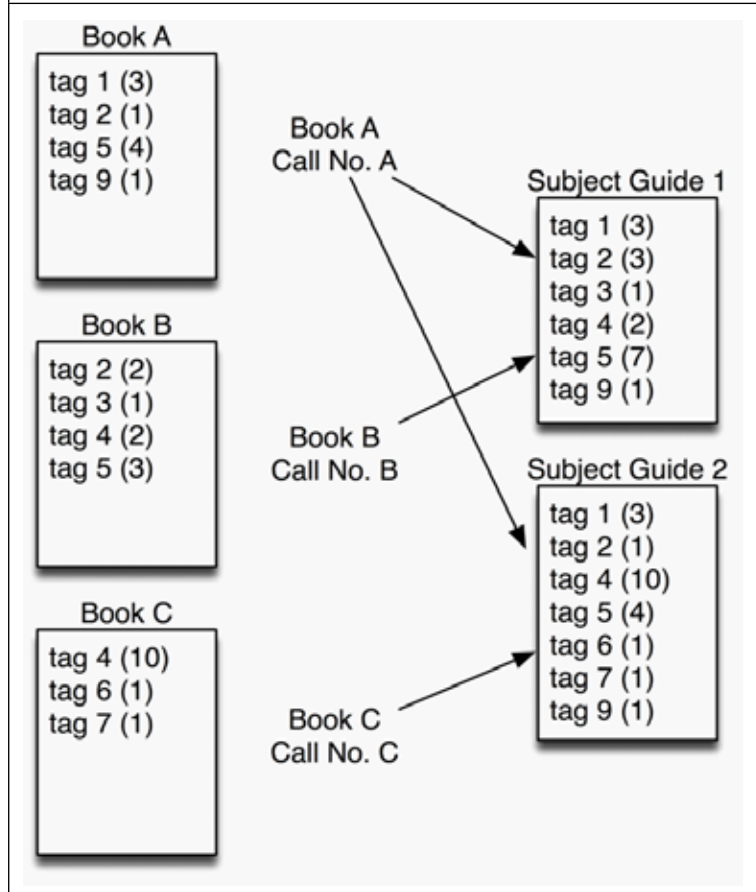 Book A
tag 1 (3)
tag 2 (1)
tag 5 (4)
tag 9 (1)
Book B
tag 2 (2)
tag 3 (1)
tag 4 (2)
tag 5 (3)
Book C
tag 4 (10)
tag 6 (1)
tag 7 (1)
Book A
Call No. A
Book B
Call No. B
Book C
Call No. C
Subject Guide 1
tag 1 (3)
tag 2 (3)
tag 3 (1)
tag 4 (2)
tag 5 (7)
tag 9 (1)
Subject Guide 2
tag 1 (3)
tag 2 (1)
tag 4 (10)
tag 5 (4)
tag 6 (1)
tag 7 (1)
tag 9 (1)